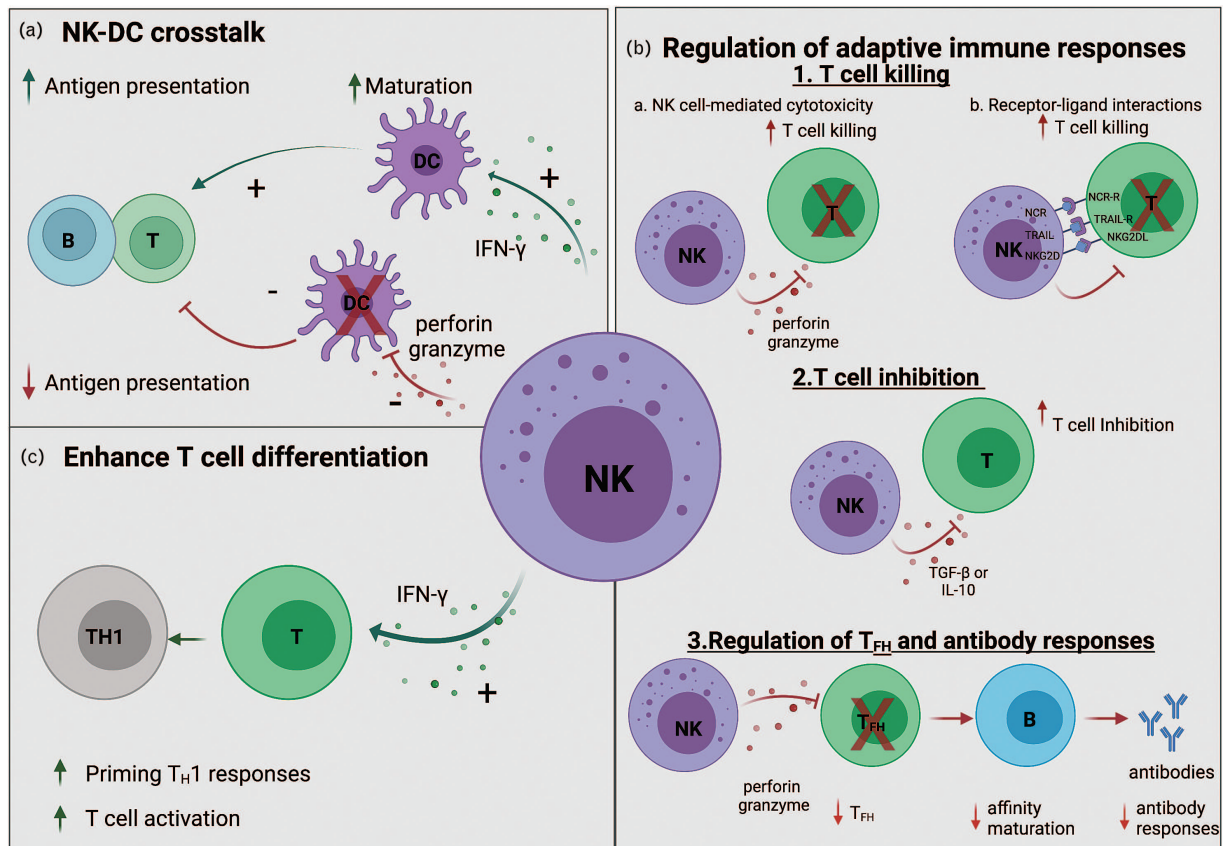 (a) NK-DC crosstalk
Antigen presentation
Maturation
DC
+
+
IFN-γ
B
T
-
DC
perforin
granzyme
Antigen presentation
-
NK
(b) Regulation of adaptive immune responses
1. T cell killing
a. NK cell-mediated cytotoxicity
T cell killing
NK
T
perforin
granzyme
b. Receptor-ligand interactions
T cell killing
NK
NCR
TRAIL
NKG2D
NCR-R
TRAIL-R
NKG2DL
T
2.T cell inhibition
T cell Inhibition
NK
T
TGF-β or
IL-10
3.Regulation of TFH and antibody responses
NK
TFH
B
perforin
granzyme
antibodies
TFH
affinity
maturation
antibody
responses
(c) Enhance T cell differentiation
IFN-γ
TH1
T
+
Priming TH1 responses
T cell activation